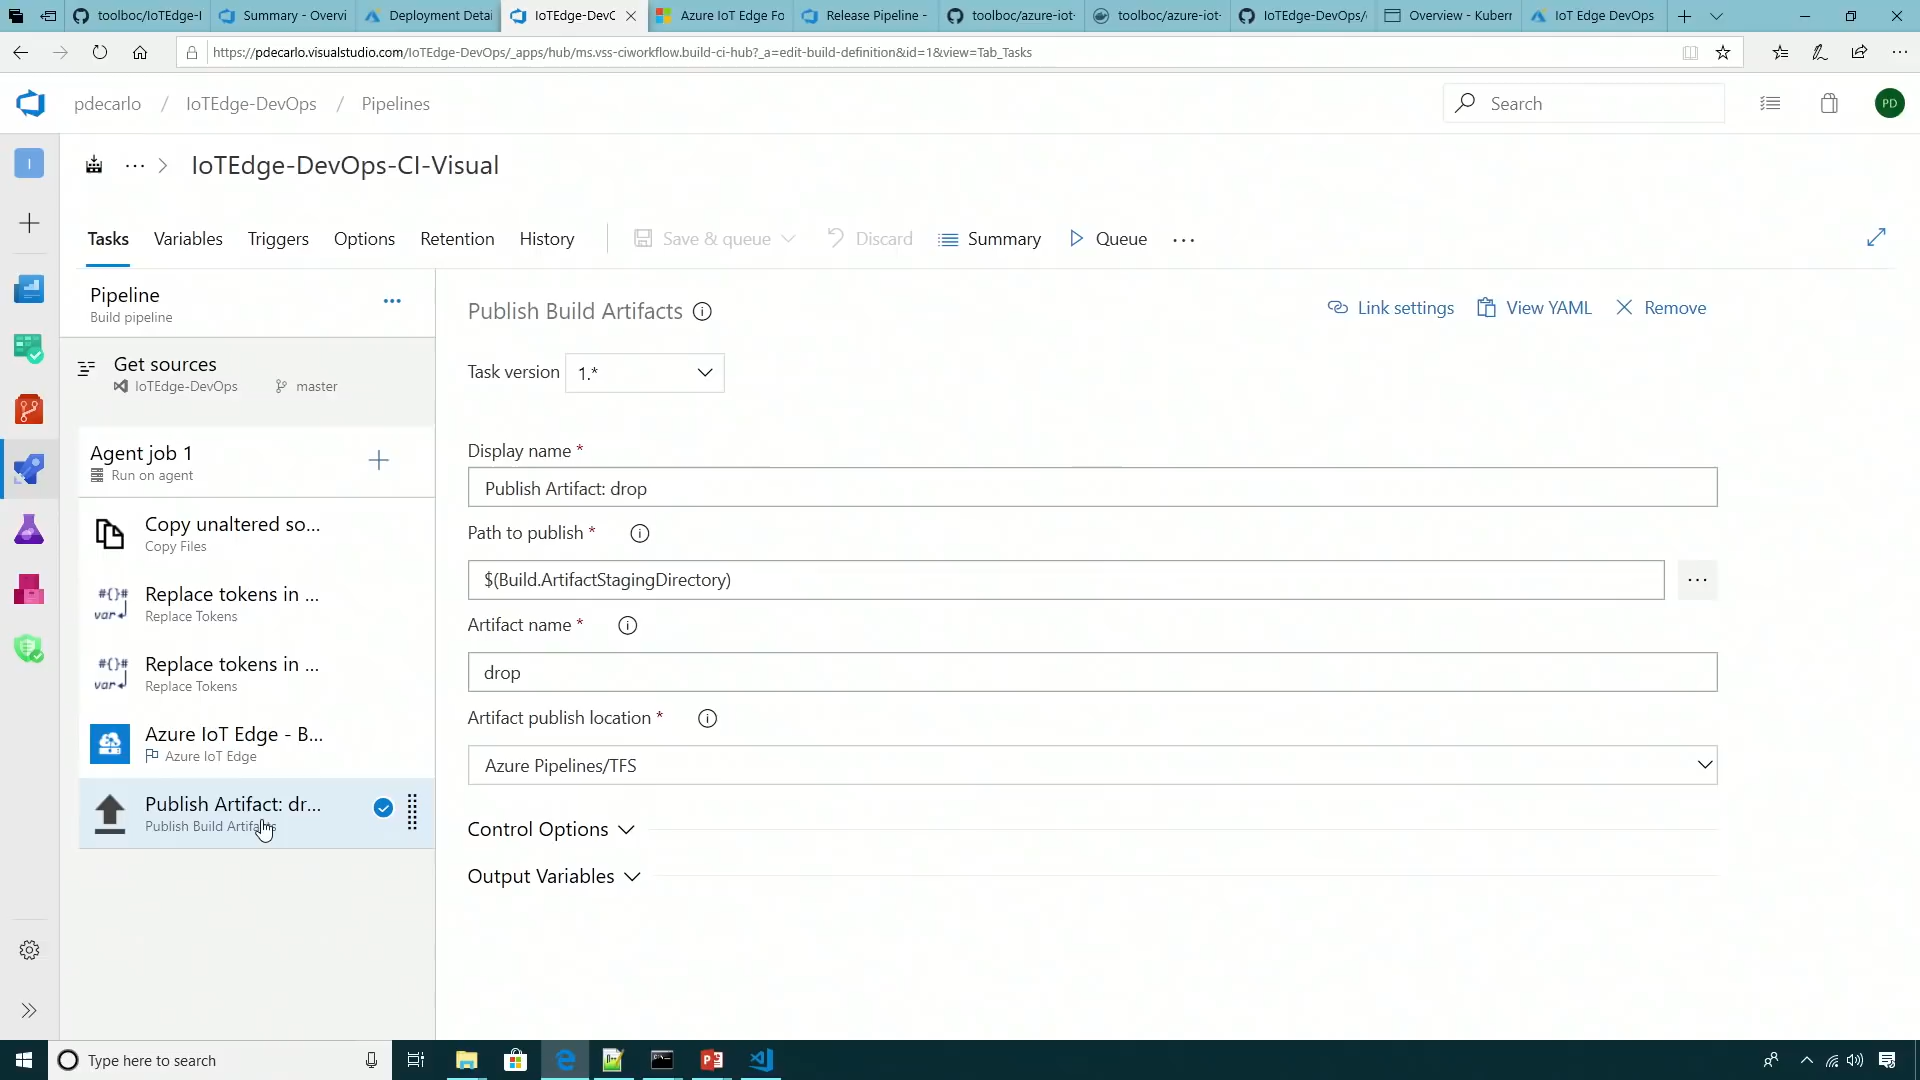 toolboc/IoTEdge-I
Summary - Overvi
Deployment Detai
IoTEdge-DevC
Azure IoT Edge Fo
Release Pipeline -
toolboc/azure-iot-
toolboc/azure-iot-
IoTEdge-DevOps/
Overview - Kubern
IoT Edge DevOps
https://pdecarlo.visualstudio.com/IoTEdge-DevOps/_apps/hub/ms.vss-ciworkflow.build-ci-hub?_a=edit-build-definition&id=1&view=Tab_Tasks
pdecarlo / IoTEdge-DevOps / Pipelines
Search
PD
I
... > IoTEdge-DevOps-CI-Visual
Tasks Variables Triggers Options Retention History Save & queue Discard Summary Queue ...
Pipeline
Build pipeline
...
Get sources
IoTEdge-DevOps master
Agent job 1
Run on agent
Copy unaltered so...
Copy Files
#{}#
var
Replace tokens in ...
Replace Tokens
#{}#
var
Replace tokens in ...
Replace Tokens
Azure IoT Edge - B...
Azure IoT Edge
Publish Artifact: dr...
Publish Build Artifacts
Publish Build Artifacts
Link settings View YAML Remove
Task version 1.*
Display name *
Publish Artifact: drop
Path to publish *
$(Build.ArtifactStagingDirectory)
...
Artifact name *
drop
Artifact publish location *
Azure Pipelines/TFS
Control Options
Output Variables
Type here to search